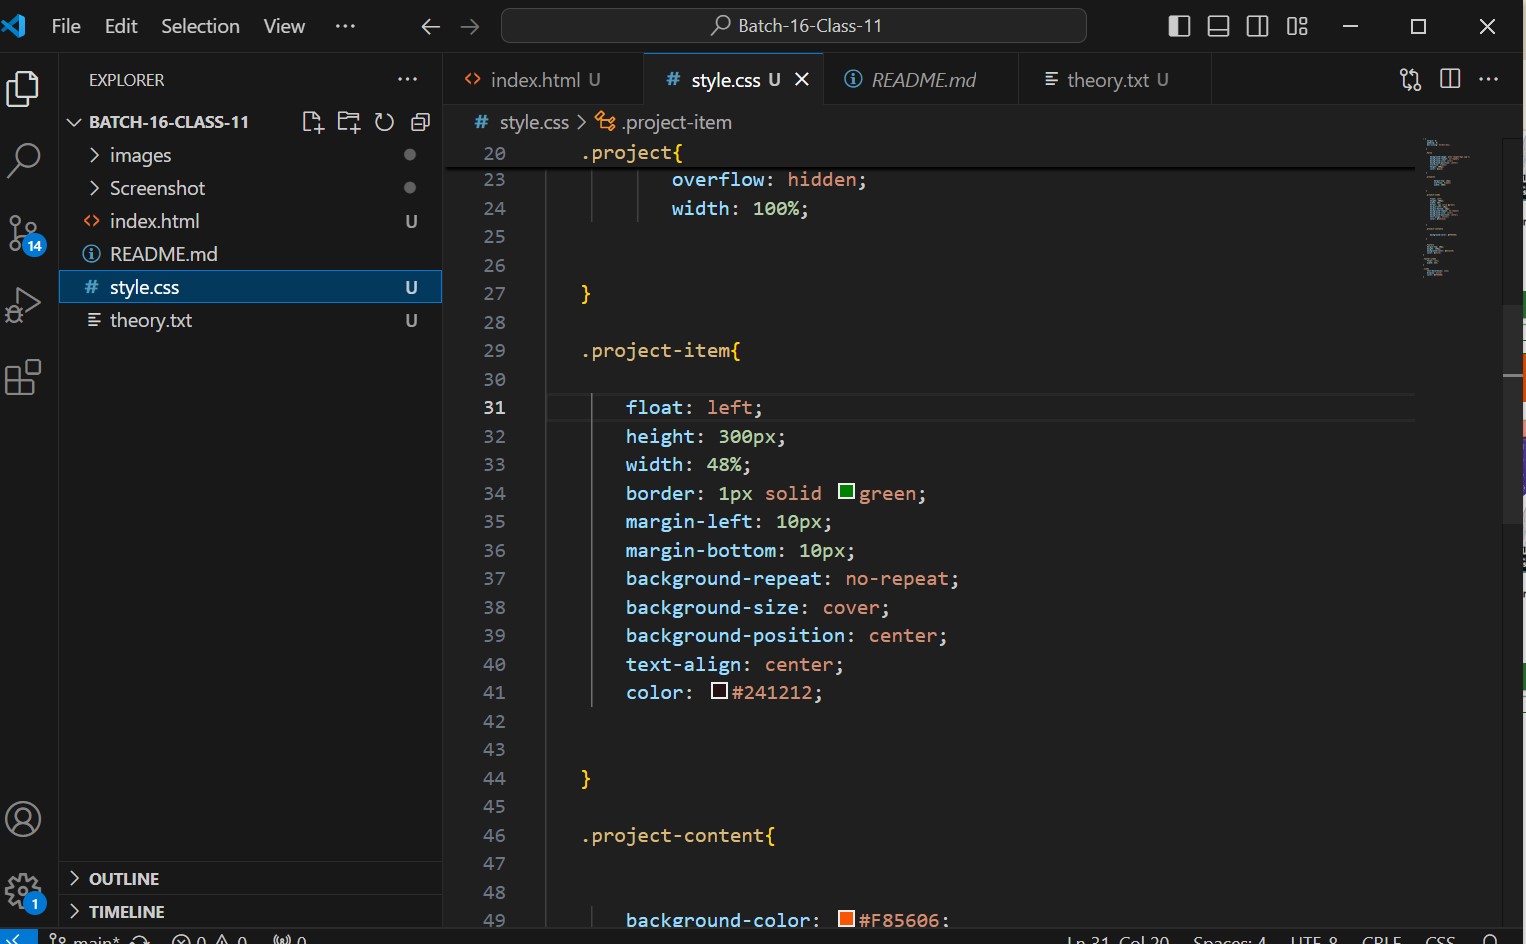 File Edit Selection View ···
Batch-16-Class-11
EXPLORER ···
index.html U
# style.css U
README.md
theory.txt U
BATCH-16-CLASS-11
# style.css > .project-item
images
Screenshot
index.html U
README.md
# style.css U
theory.txt U
14
OUTLINE
1
TIMELINE
20 .project{
23 overflow: hidden;
24 width: 100%;
25
26
27 }
28
29 .project-item{
30
31 float: left;
32 height: 300px;
33 width: 48%;
34 border: 1px solid green;
35 margin-left: 10px;
36 margin-bottom: 10px;
37 background-repeat: no-repeat;
38 background-size: cover;
39 background-position: center;
40 text-align: center;
41 color: #241212;
42
43
44 }
45
46 .project-content{
47
48
49 background-color: #F85606;
main* 0 0 0 Ln 31, Col 20 Spaces: 4 UTF-8 CRLF CSS